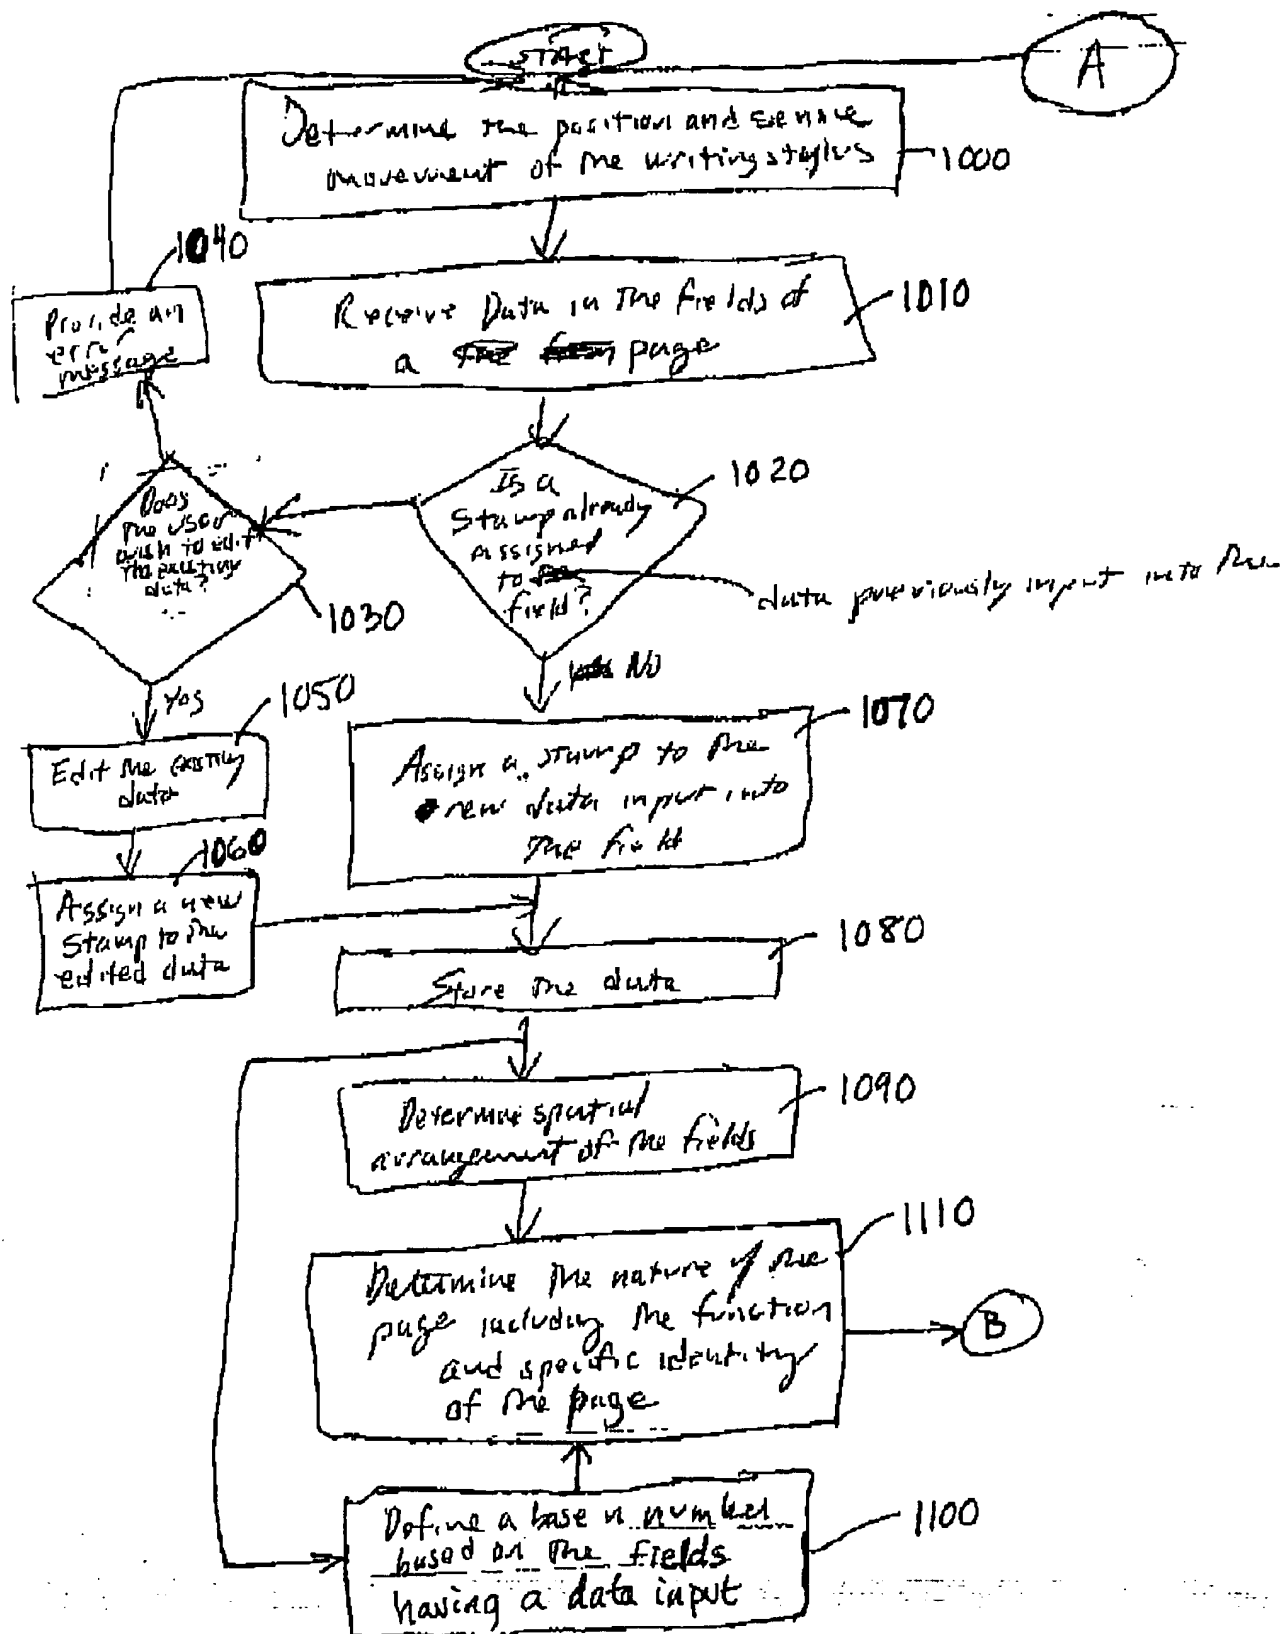 START
A
Determine the position and sense
movement of the writing stylus
1000
1040
Provide an
error
message
Receive Data in the fields of
a page
1010
Is a
stamp already
assigned
to
field?
1020
data previously input into the
Does
the user
wish to edit
the existing
data?
1030
No
Yes
1050
Edit the existing
data
1070
Assign a stamp to the
new data input into
the field
1060
Assign a new
stamp to the
edited data
1080
Store the data
1090
Determine spatial
arrangement of the fields
1110
Determine the nature of the
page including the function
and specific identity
of the page
B
1100
Define a base n number
based on the fields
having a data input